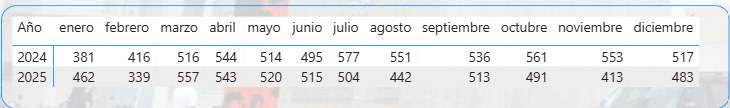 Año enero febrero marzo abril mayo junio julio agosto septiembre octubre noviembre diciembre
2024 381 416 516 544 514 495 577 551 536 561 553 517
2025 462 339 557 543 520 515 504 442 513 491 413 483